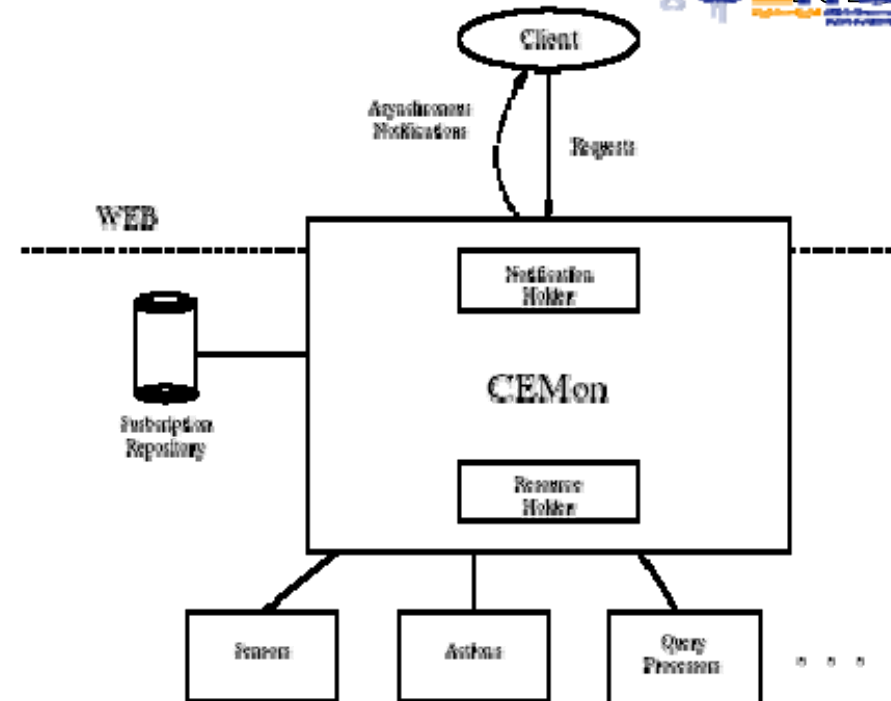 Client
Asynchronous
Notifications
Requests
WEB
Notification
Holder
CEMon
Subscription
Repository
Resource
Holder
Sensors
Actions
Query
Processors
. . .